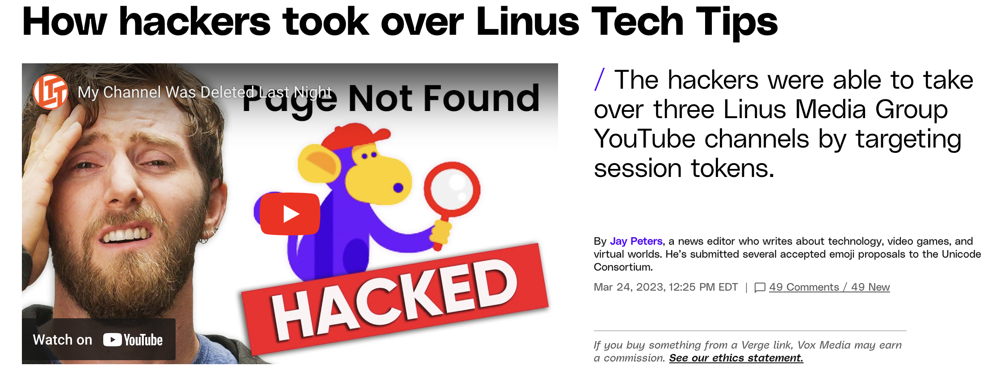 How hackers took over Linus Tech Tips
LTT
My Channel Was Deleted Last Night
Page Not Found
HACKED
Watch on YouTube
/ The hackers were able to take
over three Linus Media Group
YouTube channels by targeting
session tokens.
By Jay Peters, a news editor who writes about technology, video games, and
virtual worlds. He’s submitted several accepted emoji proposals to the Unicode
Consortium.
Mar 24, 2023, 12:25 PM EDT | 49 Comments / 49 New
If you buy something from a Verge link, Vox Media may earn
a commission. See our ethics statement.